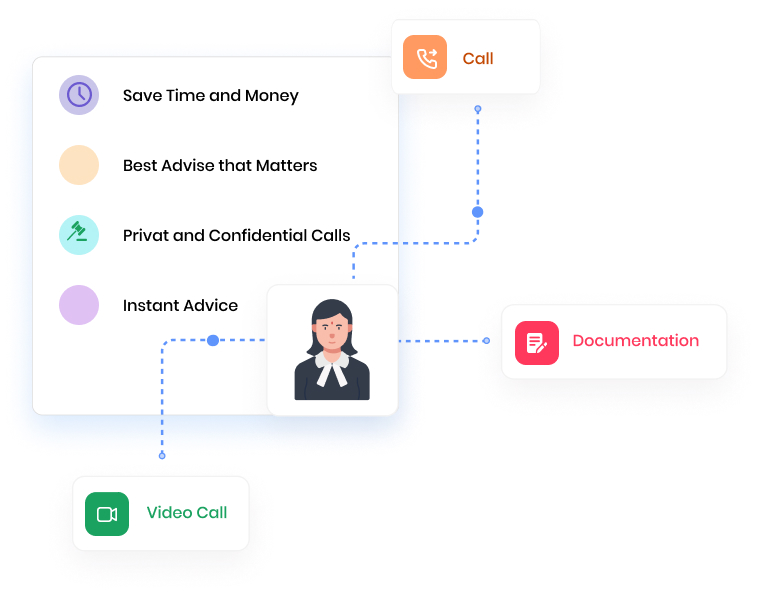 Call
Save Time and Money
Best Advise that Matters
Privat and Confidential Calls
Instant Advice
Documentation
Video Call